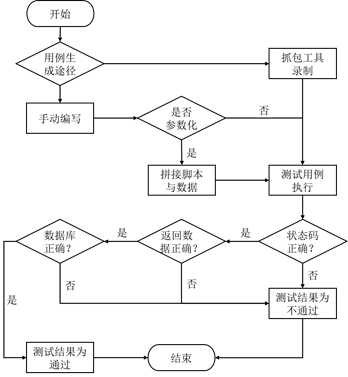 开始
用例生
成途径
抓包工具
录制
手动编写
是否
参数化
否
是
拼接脚本
与数据
测试用例
执行
数据库
正确?
是
返回数
据正确?
是
状态码
正确?
否
否
否
是
测试结果为
不通过
测试结果为
通过
结束